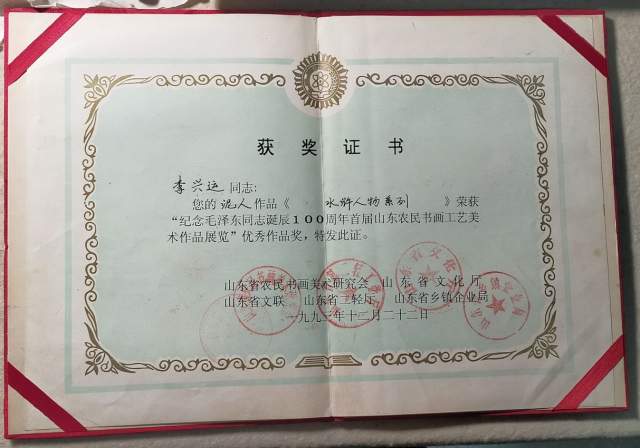 获奖证书
李兴运同志:
您的泥人作品《水浒人物系列》荣获
“纪念毛泽东同志诞辰100周年首届山东农民书画工艺美
术作品展览”优秀作品奖,特发此证。
山东省农民书画美术研究会 山东省文化厅
山东省文联 山东省二轻厅 山东省乡镇企业局
一九九三年十二月二十二日